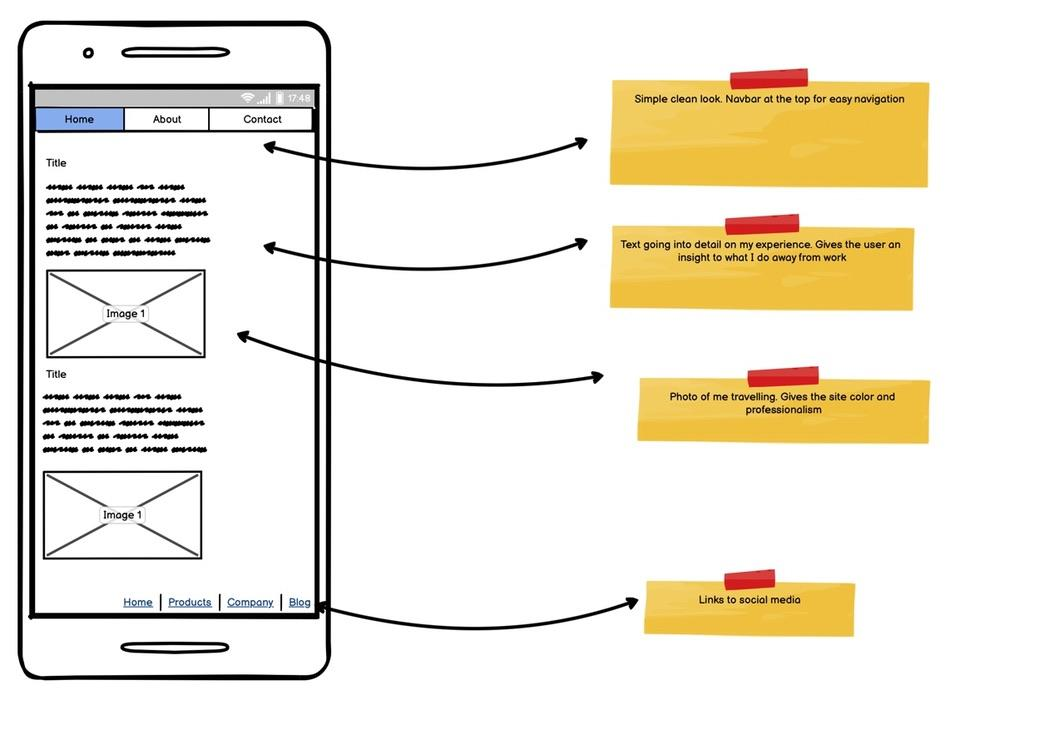 17:48
Home About Contact
Title
Image 1
Title
Image 1
Home Products Company Blog
Simple clean look. Navbar at the top for easy navigation
Text going into detail on my experience. Gives the user an
insight to what I do away from work
Photo of me travelling. Gives the site color and
professionalism
Links to social media